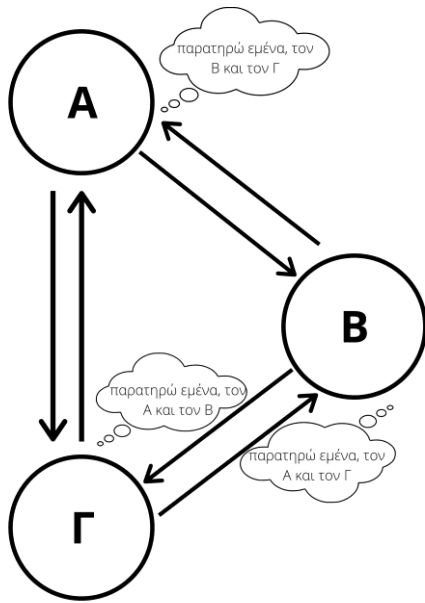 παρατηρώ εμένα, τον
Β και τον Γ
Α
Β
παρατηρώ εμένα, τον
Α και τον Β
παρατηρώ εμένα, τον
Α και τον Γ
Γ